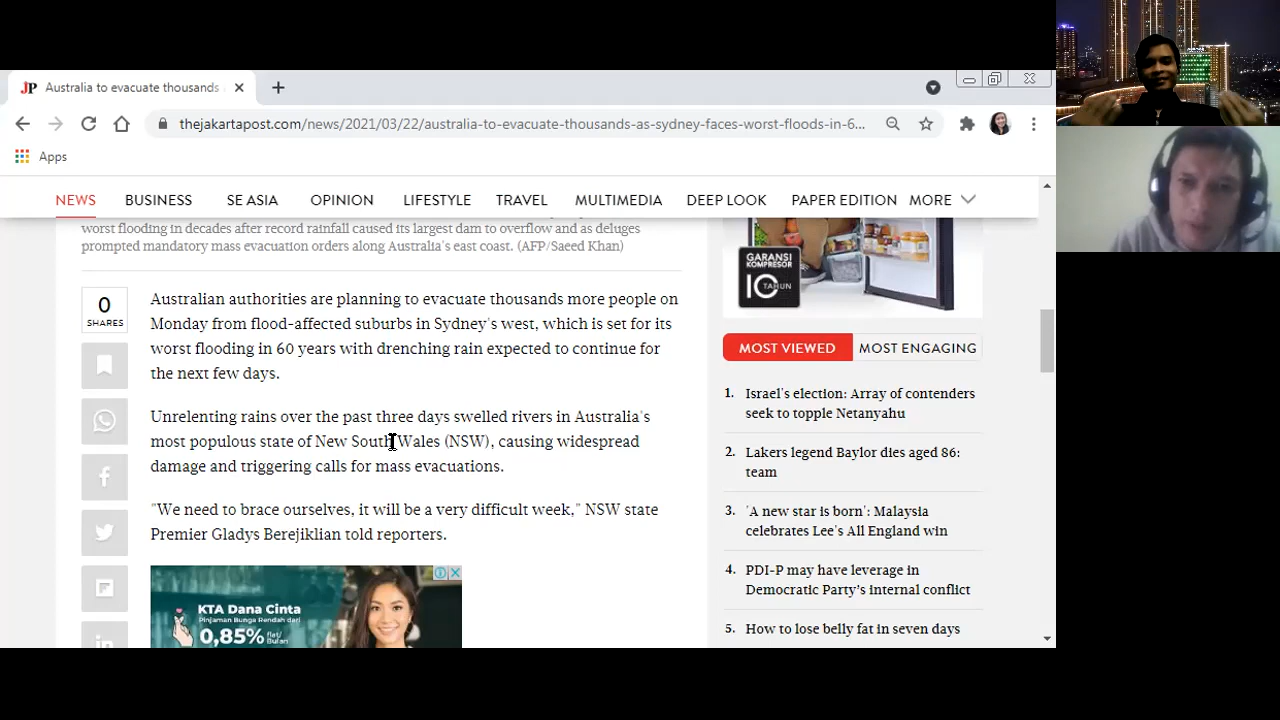 JP Australia to evacuate thousands
thejakartapost.com/news/2021/03/22/australia-to-evacuate-thousands-as-sydney-faces-worst-floods-in-6...
Apps
NEWS BUSINESS SE ASIA OPINION LIFESTYLE TRAVEL MULTIMEDIA DEEP LOOK PAPER EDITION MORE
worst flooding in decades after record rainfall caused its largest dam to overflow and as deluges
prompted mandatory mass evacuation orders along Australia's east coast. (AFP/Saeed Khan)
0
SHARES
Australian authorities are planning to evacuate thousands more people on
Monday from flood-affected suburbs in Sydney's west, which is set for its
worst flooding in 60 years with drenching rain expected to continue for
the next few days.
Unrelenting rains over the past three days swelled rivers in Australia's
most populous state of New South Wales (NSW), causing widespread
damage and triggering calls for mass evacuations.
"We need to brace ourselves, it will be a very difficult week," NSW state
Premier Gladys Berejiklian told reporters.
KTA Dana Cinta
Pinjaman Bunga Rendah dari
0,85% flat/
Bulan
GARANSI
KOMPRESOR
10
TAHUN
MOST VIEWED MOST ENGAGING
1. Israel's election: Array of contenders
seek to topple Netanyahu
2. Lakers legend Baylor dies aged 86:
team
3. 'A new star is born': Malaysia
celebrates Lee's All England win
4. PDI-P may have leverage in
Democratic Party's internal conflict
5. How to lose belly fat in seven days